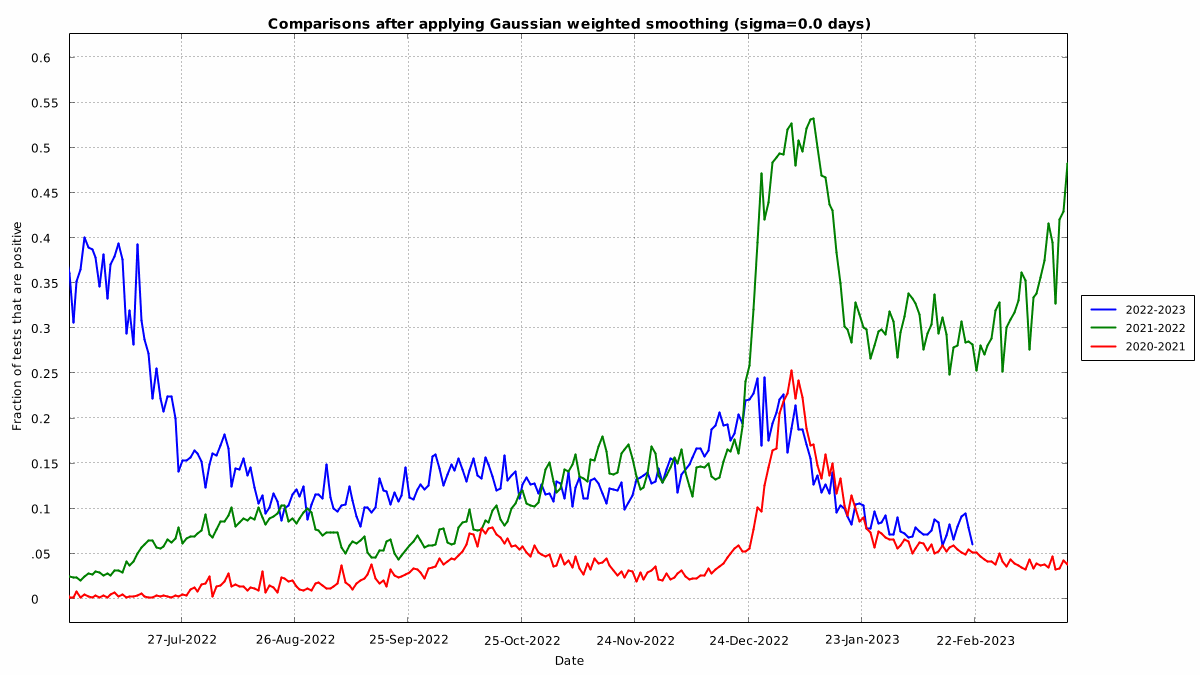 Comparisons after applying Gaussian weighted smoothing (sigma=0.0 days)
0.6
0.55
0.5
0.45
0.4
0.35
0.3
0.25
0.2
0.15
0.1
.05
0
Fraction of tests that are positive
27-Jul-2022
26-Aug-2022
25-Sep-2022
25-Oct-2022
24-Nov-2022
24-Dec-2022
23-Jan-2023
22-Feb-2023
Date
2022-2023
2021-2022
2020-2021